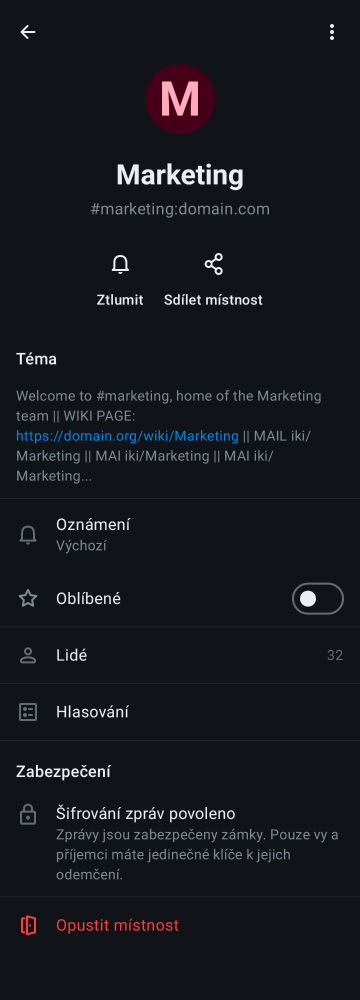 M
Marketing
#marketing:domain.com
Ztlumit
Sdílet místnost
Téma
Welcome to #marketing, home of the Marketing
team || WIKI PAGE:
https://domain.org/wiki/Marketing || MAIL iki/
Marketing || MAI iki/Marketing || MAI iki/
Marketing...
Oznámení
Výchozí
Oblíbené
Lidé
32
Hlasování
Zabezpečení
Šifrování zpráv povoleno
Zprávy jsou zabezpečeny zámky. Pouze vy a
příjemci máte jedinečné klíče k jejich
odemčení.
Opustit místnost